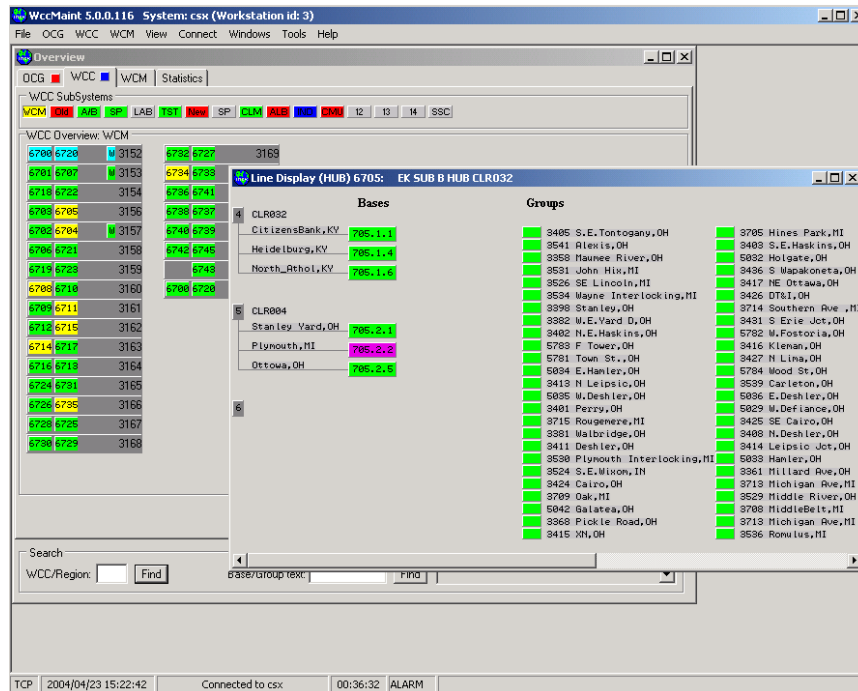 WccMaint 5.0.0.116 System: csx (Workstation id: 3)
File OCG WCC WCM View Connect Windows Tools Help
Overview
OCG WCC WCM Statistics
WCC SubSystems
WCM Old A/B SP LAB TST New SP CLM ALB IND CMU 12 13 14 SSC
WCC Overview: WCM
6700 6720 W 3152
6701 6707 W 3153
6718 6722 3154
6703 6705 3156
6702 6704 W 3157
6706 6721 3158
6719 6723 3159
6708 6710 3160
6709 6711 3161
6712 6715 3162
6714 6717 3163
6716 6713 3164
6724 6731 3165
6726 6735 3166
6728 6725 3167
6730 6729 3168
6732 6727 3169
6734 6733
6736 6741
6738 6737
6740 6739
6742 6745
6743
6700 6720
Line Display (HUB) 6705: EK SUB B HUB CLR032
Bases
4 CLR032
CitizensBank,KY 705.1.1
Heidelburg,KY 705.1.4
North_Athol,KY 705.1.6
5 CLR004
Stanley Yard,OH 705.2.1
Plymouth,MI 705.2.2
Ottowa,OH 705.2.5
6
Groups
3405 S.E.Tontogany,OH
3541 Alexis,OH
3358 Maumee River,OH
3531 John Hix,MI
3526 SE Lincoln,MI
3534 Wayne Interlocking,MI
3398 Stanley,OH
3382 W.E.Yard D,OH
3402 N.E.Haskins,OH
5783 F Tower,OH
5781 Town St.,OH
5034 E.Hamler,OH
3413 N Leipsic,OH
5035 W.Deshler,OH
3401 Perry,OH
3715 Rougemere,MI
3381 Walbridge,OH
3411 Deshler,OH
3530 Plymouth Interlocking,MI
3524 S.E.Wixom,IN
3424 Cairo,OH
3709 Oak,MI
5042 Galatea,OH
3368 Pickle Road,OH
3415 XN,OH
3705 Hines Park,MI
3403 S.E.Haskins,OH
5032 Holgate,OH
3436 S Wapakoneta,OH
3417 NE Ottawa,OH
3426 DT&I,OH
3714 Southern Ave ,MI
3431 S Erie Jct,OH
5782 W.Fostoria,OH
3416 Kleman,OH
3427 N Lima,OH
5784 Wood St,OH
3539 Carleton,OH
5036 E.Deshler,OH
5029 W.Defiance,OH
3425 SE Cairo,OH
3408 N.Deshler,OH
3414 Leipsic Jct,OH
5033 Hamler,OH
3361 Millard Ave,OH
3713 Michigan Ave,MI
3529 Middle River,OH
3708 MiddleBelt,MI
3713 Michigan Ave,MI
3536 Romulus,MI
Search
WCC/Region: Find Base/Group text: Find
TCP 2004/04/23 15:22:42 Connected to csx 00:36:32 ALARM